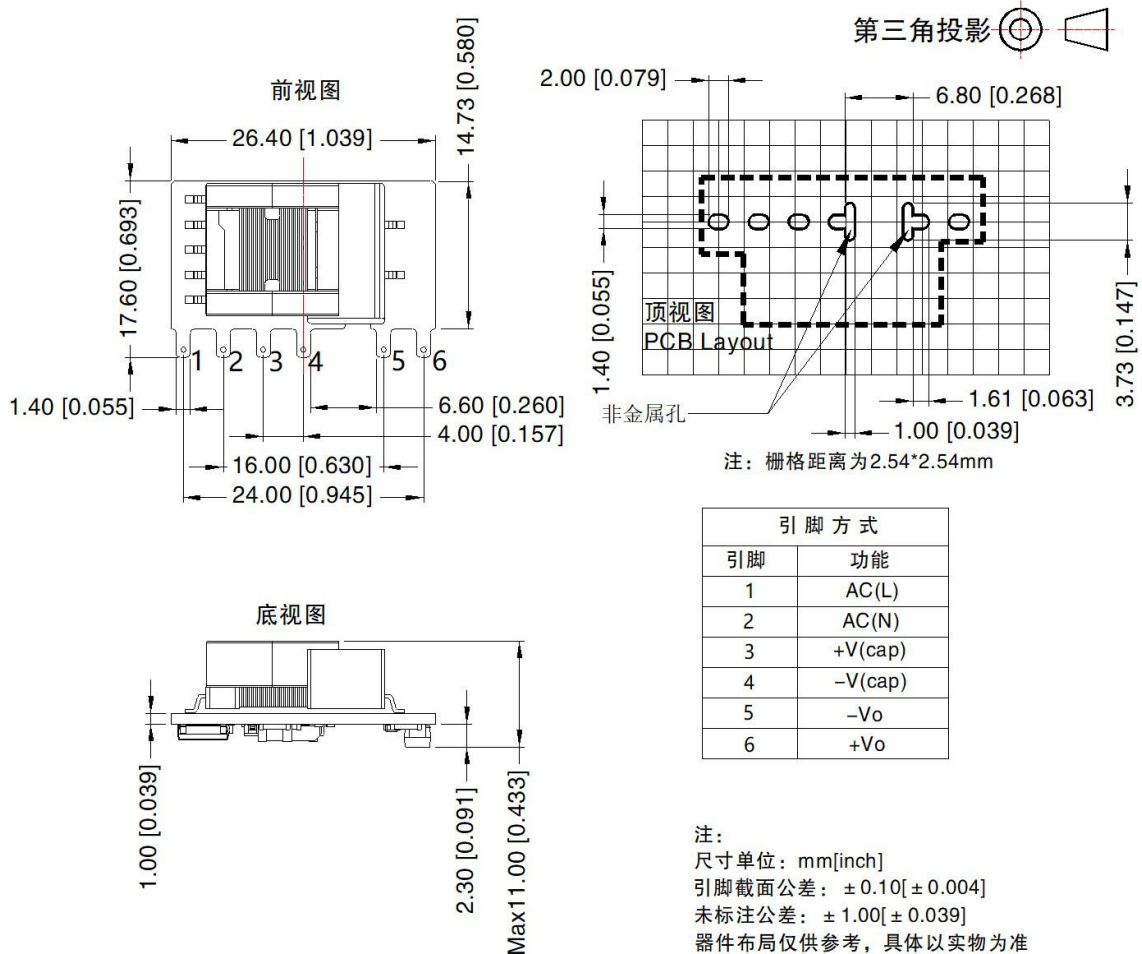 第三角投影
前视图
26.40 [1.039]
14.73 [0.580]
17.60 [0.693]
1 2 3 4 5 6
1.40 [0.055]
6.60 [0.260]
4.00 [0.157]
16.00 [0.630]
24.00 [0.945]
2.00 [0.079]
6.80 [0.268]
1.40 [0.055]
3.73 [0.147]
顶视图
PCB Layout
非金属孔
1.61 [0.063]
1.00 [0.039]
注：栅格距离为2.54*2.54mm
底视图
1.00 [0.039]
2.30 [0.091]
Max11.00 [0.433]
引脚方式
引脚 功能
1 AC(L)
2 AC(N)
3 +V(cap)
4 −V(cap)
5 −Vo
6 +Vo
注：
尺寸单位：mm[inch]
引脚截面公差：±0.10[±0.004]
未标注公差：±1.00[±0.039]
器件布局仅供参考，具体以实物为准